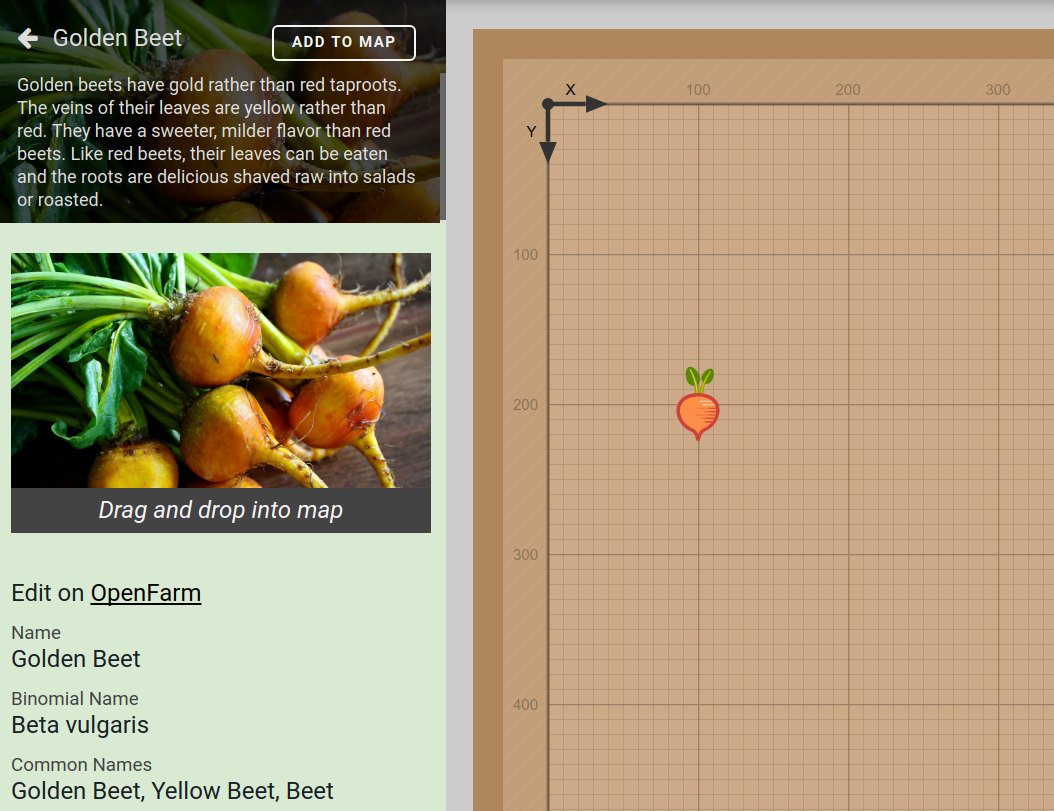 Golden Beet
ADD TO MAP
Golden beets have gold rather than red taproots.
The veins of their leaves are yellow rather than
red. They have a sweeter, milder flavor than red
beets. Like red beets, their leaves can be eaten
and the roots are delicious shaved raw into salads
or roasted.
Drag and drop into map
Edit on OpenFarm
Name
Golden Beet
Binomial Name
Beta vulgaris
Common Names
Golden Beet, Yellow Beet, Beet
X
100
200
300
Y
100
200
300
400